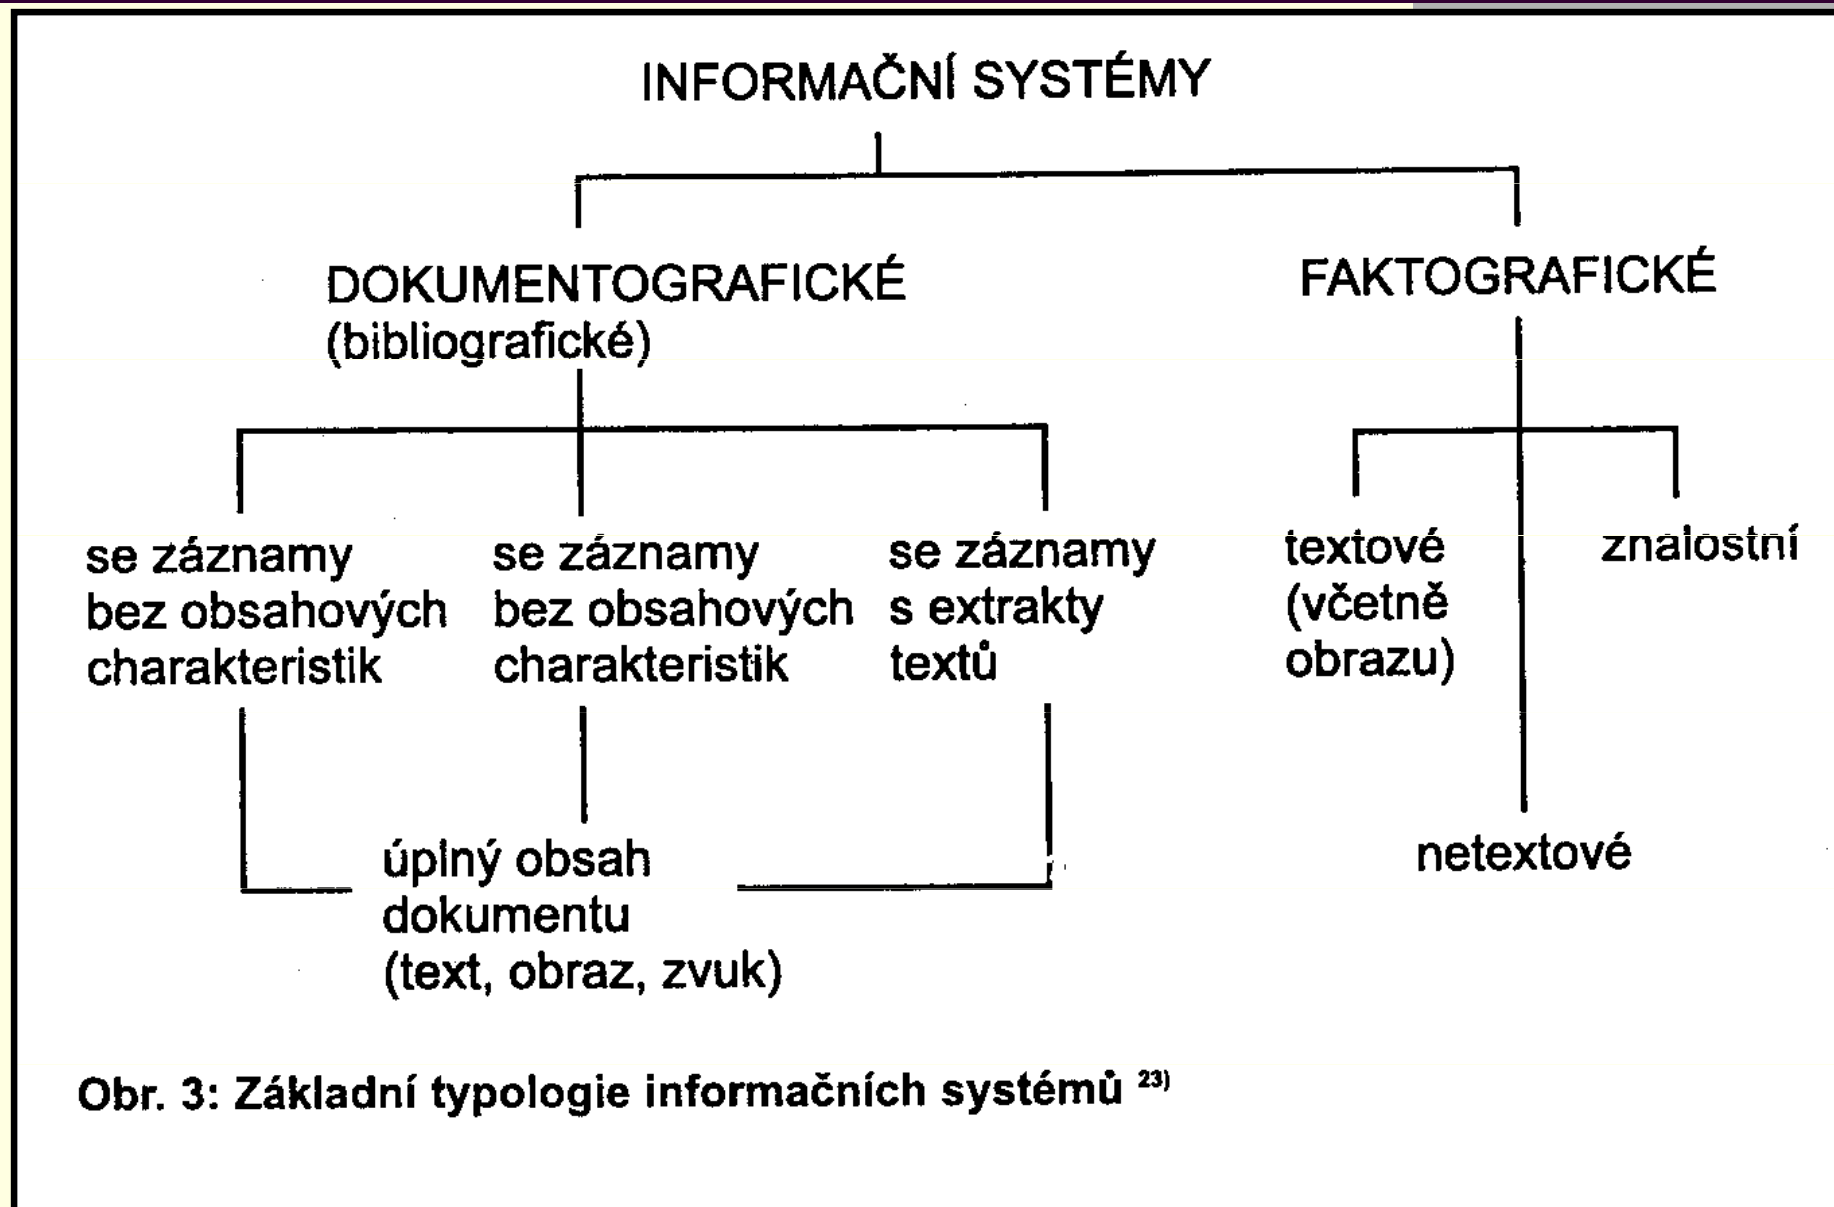 INFORMAČNÍ SYSTÉMY
DOKUMENTOGRAFICKÉ
(bibliografické)
FAKTOGRAFICKÉ
se záznamy
bez obsahových
charakteristik
se záznamy
bez obsahových
charakteristik
se záznamy
s extrakty
textů
textové
(včetně
obrazu)
znalostní
úplný obsah
dokumentu
(text, obraz, zvuk)
netextové
Obr. 3: Základní typologie informačních systémů 23)